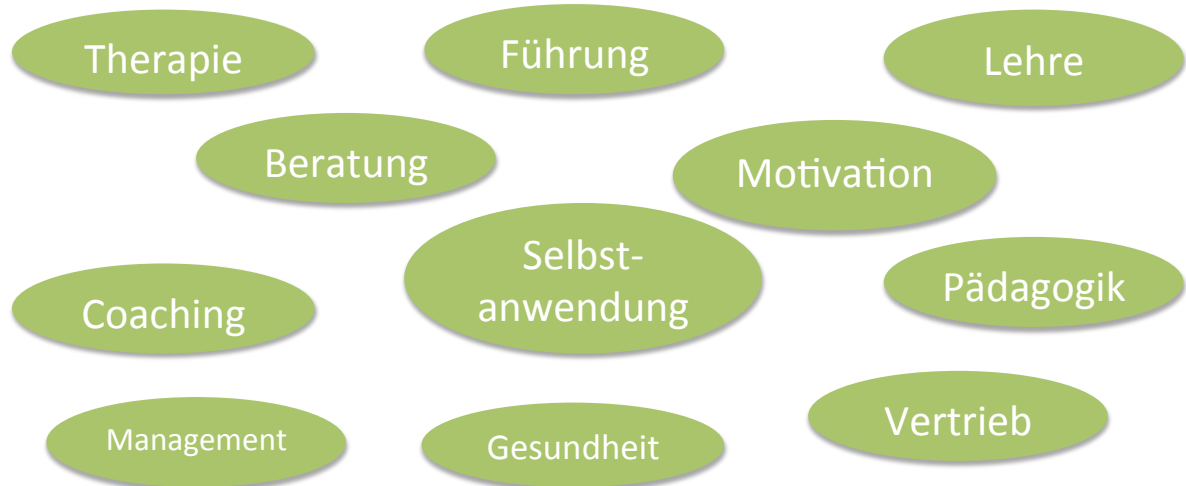 Therapie
Führung
Lehre
Beratung
Motivation
Selbst-
anwendung
Coaching
Pädagogik
Management
Gesundheit
Vertrieb